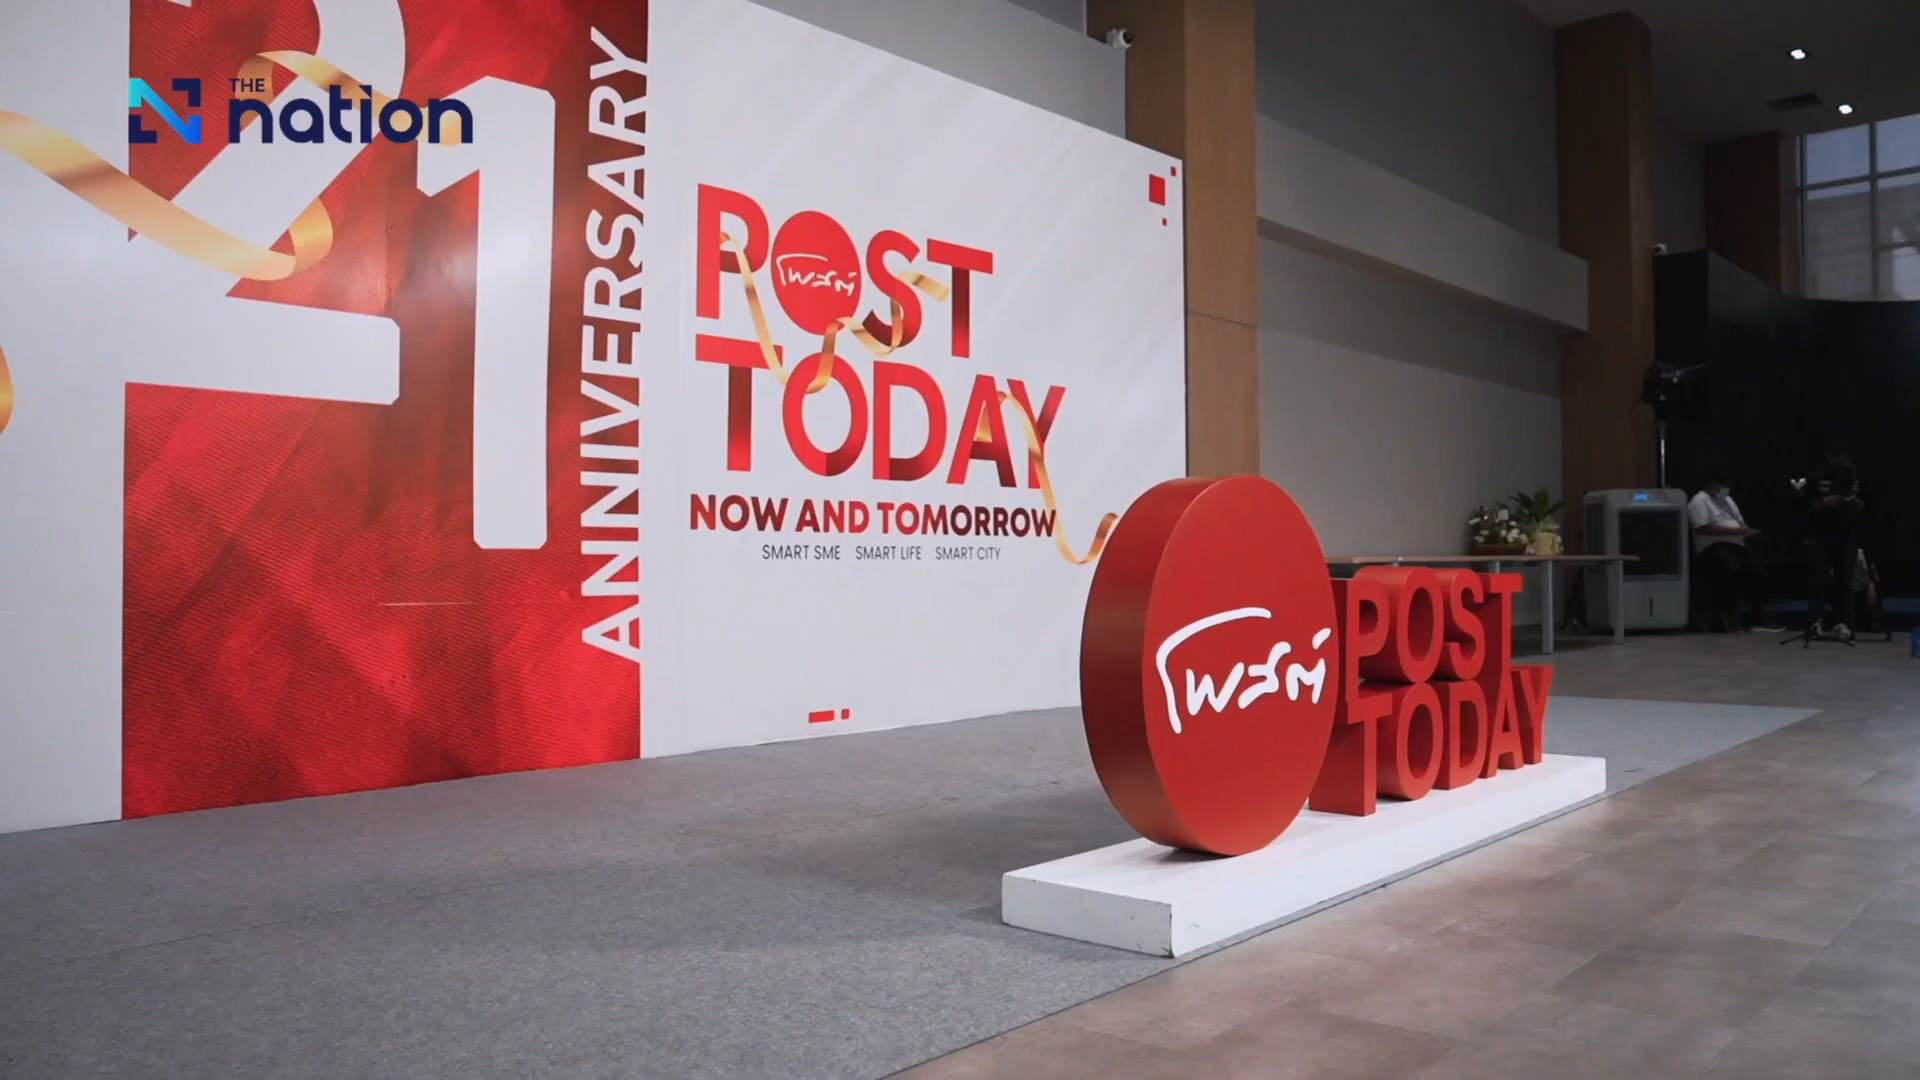 THE
nation
21
ANNIVERSARY
POST
โพสต์
TODAY
NOW AND TOMORROW
SMART SME SMART LIFE SMART CITY
โพสต์
POST
TODAY